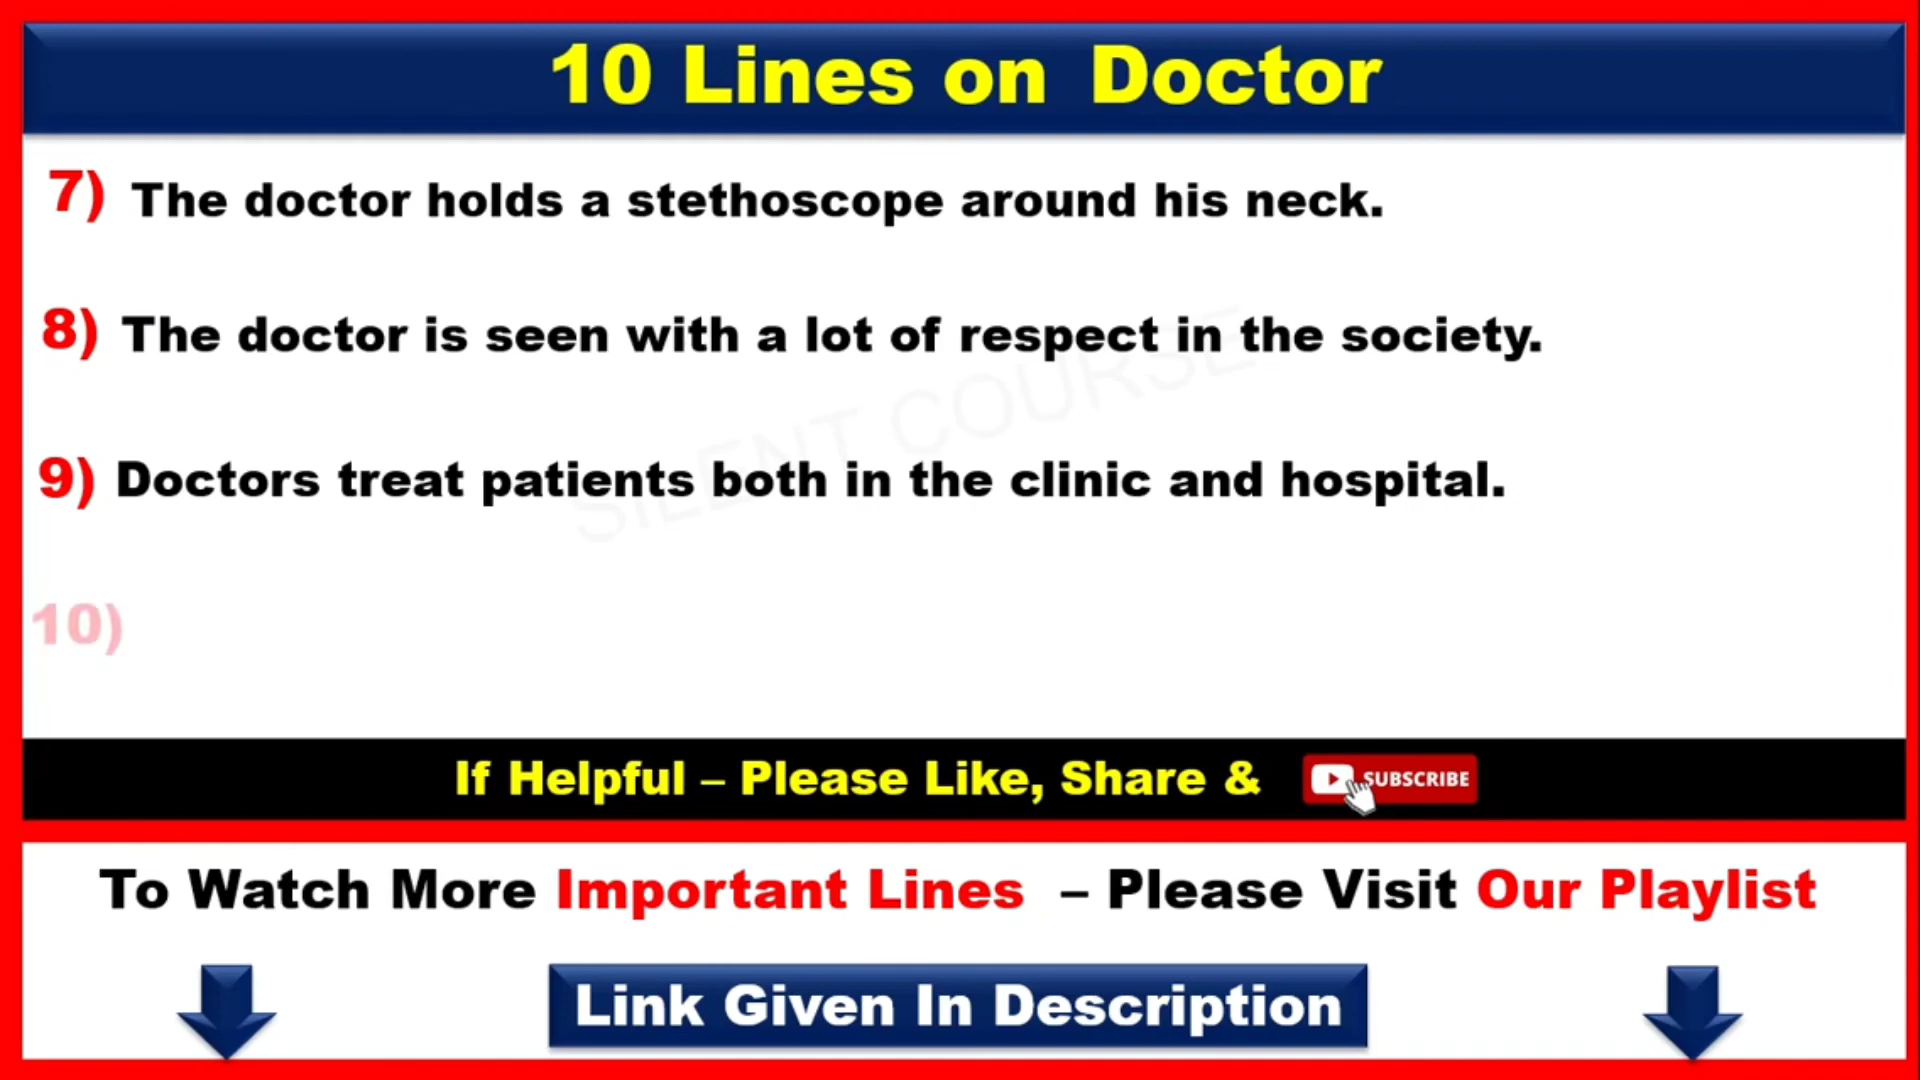 10 Lines on Doctor
7) The doctor holds a stethoscope around his neck.
8) The doctor is seen with a lot of respect in the society.
SILENT COURSE
9) Doctors treat patients both in the clinic and hospital.
10)
If Helpful – Please Like, Share & SUBSCRIBE
To Watch More Important Lines – Please Visit Our Playlist
Link Given In Description